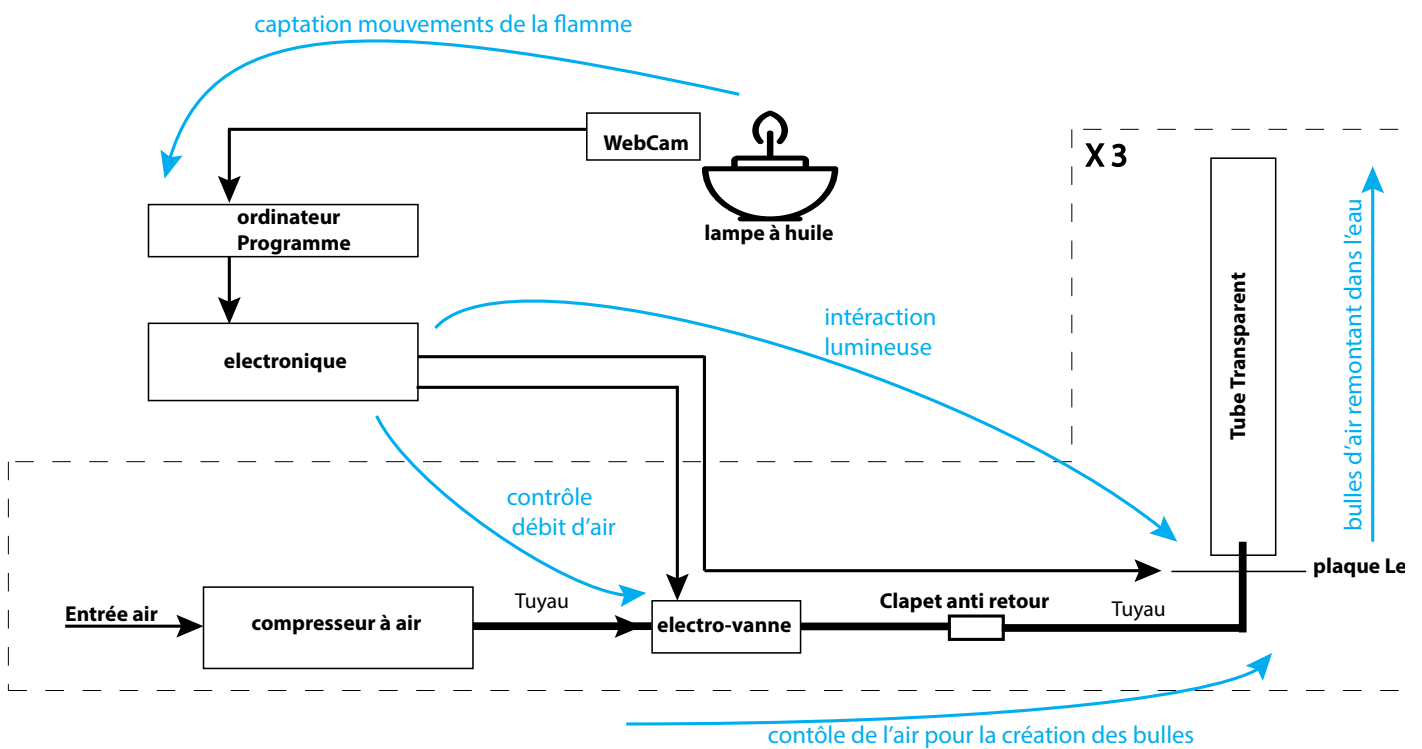 captation mouvements de la flamme
WebCam
X 3
ordinateur
Programme
lampe à huile
electronique
intéraction
lumineuse
Tube Transparent
bulles d'air remontant dans l'eau
contrôle
débit d'air
plaque Le
Entrée air
compresseur à air
Tuyau
electro-vanne
Clapet anti retour
Tuyau
contôle de l'air pour la création des bulles